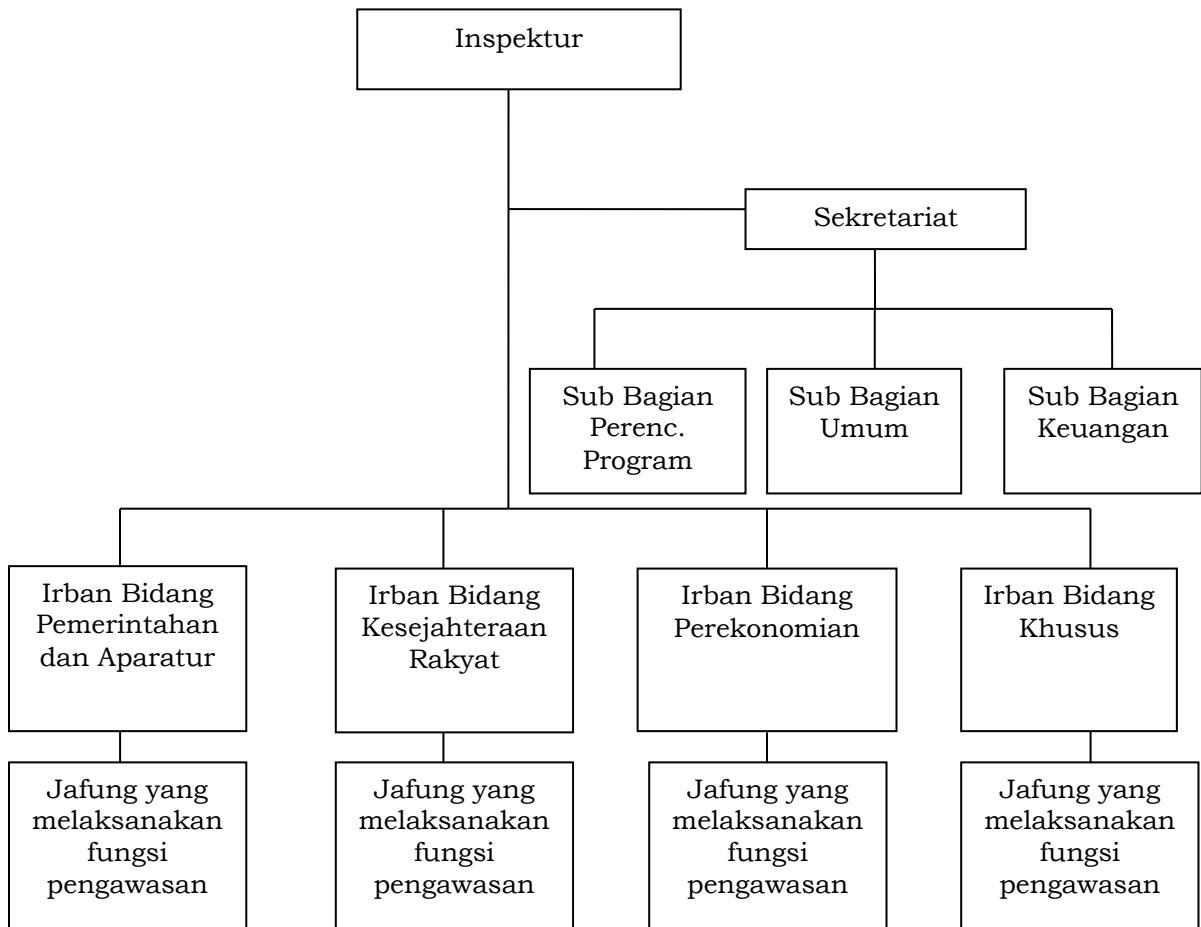 Inspektur
Sekretariat
Sub Bagian
Perenc.
Program
Sub Bagian
Umum
Sub Bagian
Keuangan
Irban Bidang
Pemerintahan
dan Aparatur
Irban Bidang
Kesejahteraan
Rakyat
Irban Bidang
Perekonomian
Irban Bidang
Khusus
Jafung yang
melaksanakan
fungsi
pengawasan
Jafung yang
melaksanakan
fungsi
pengawasan
Jafung yang
melaksanakan
fungsi
pengawasan
Jafung yang
melaksanakan
fungsi
pengawasan